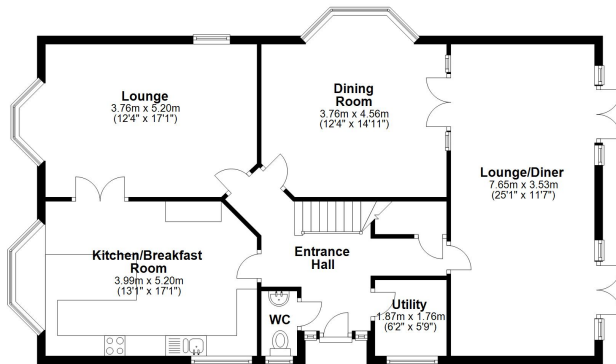 Lounge
3.76m x 5.20m
(12'4" x 17'1")
Dining
Room
3.76m x 4.56m
(12'4" x 14'11")
Lounge/Diner
7.65m x 3.53m
(25'1" x 11'7")
Kitchen/Breakfast
Room
3.99m x 5.20m
(13'1" x 17'1")
Entrance
Hall
WC
Utility
1.87m x 1.76m
(6'2" x 5'9")